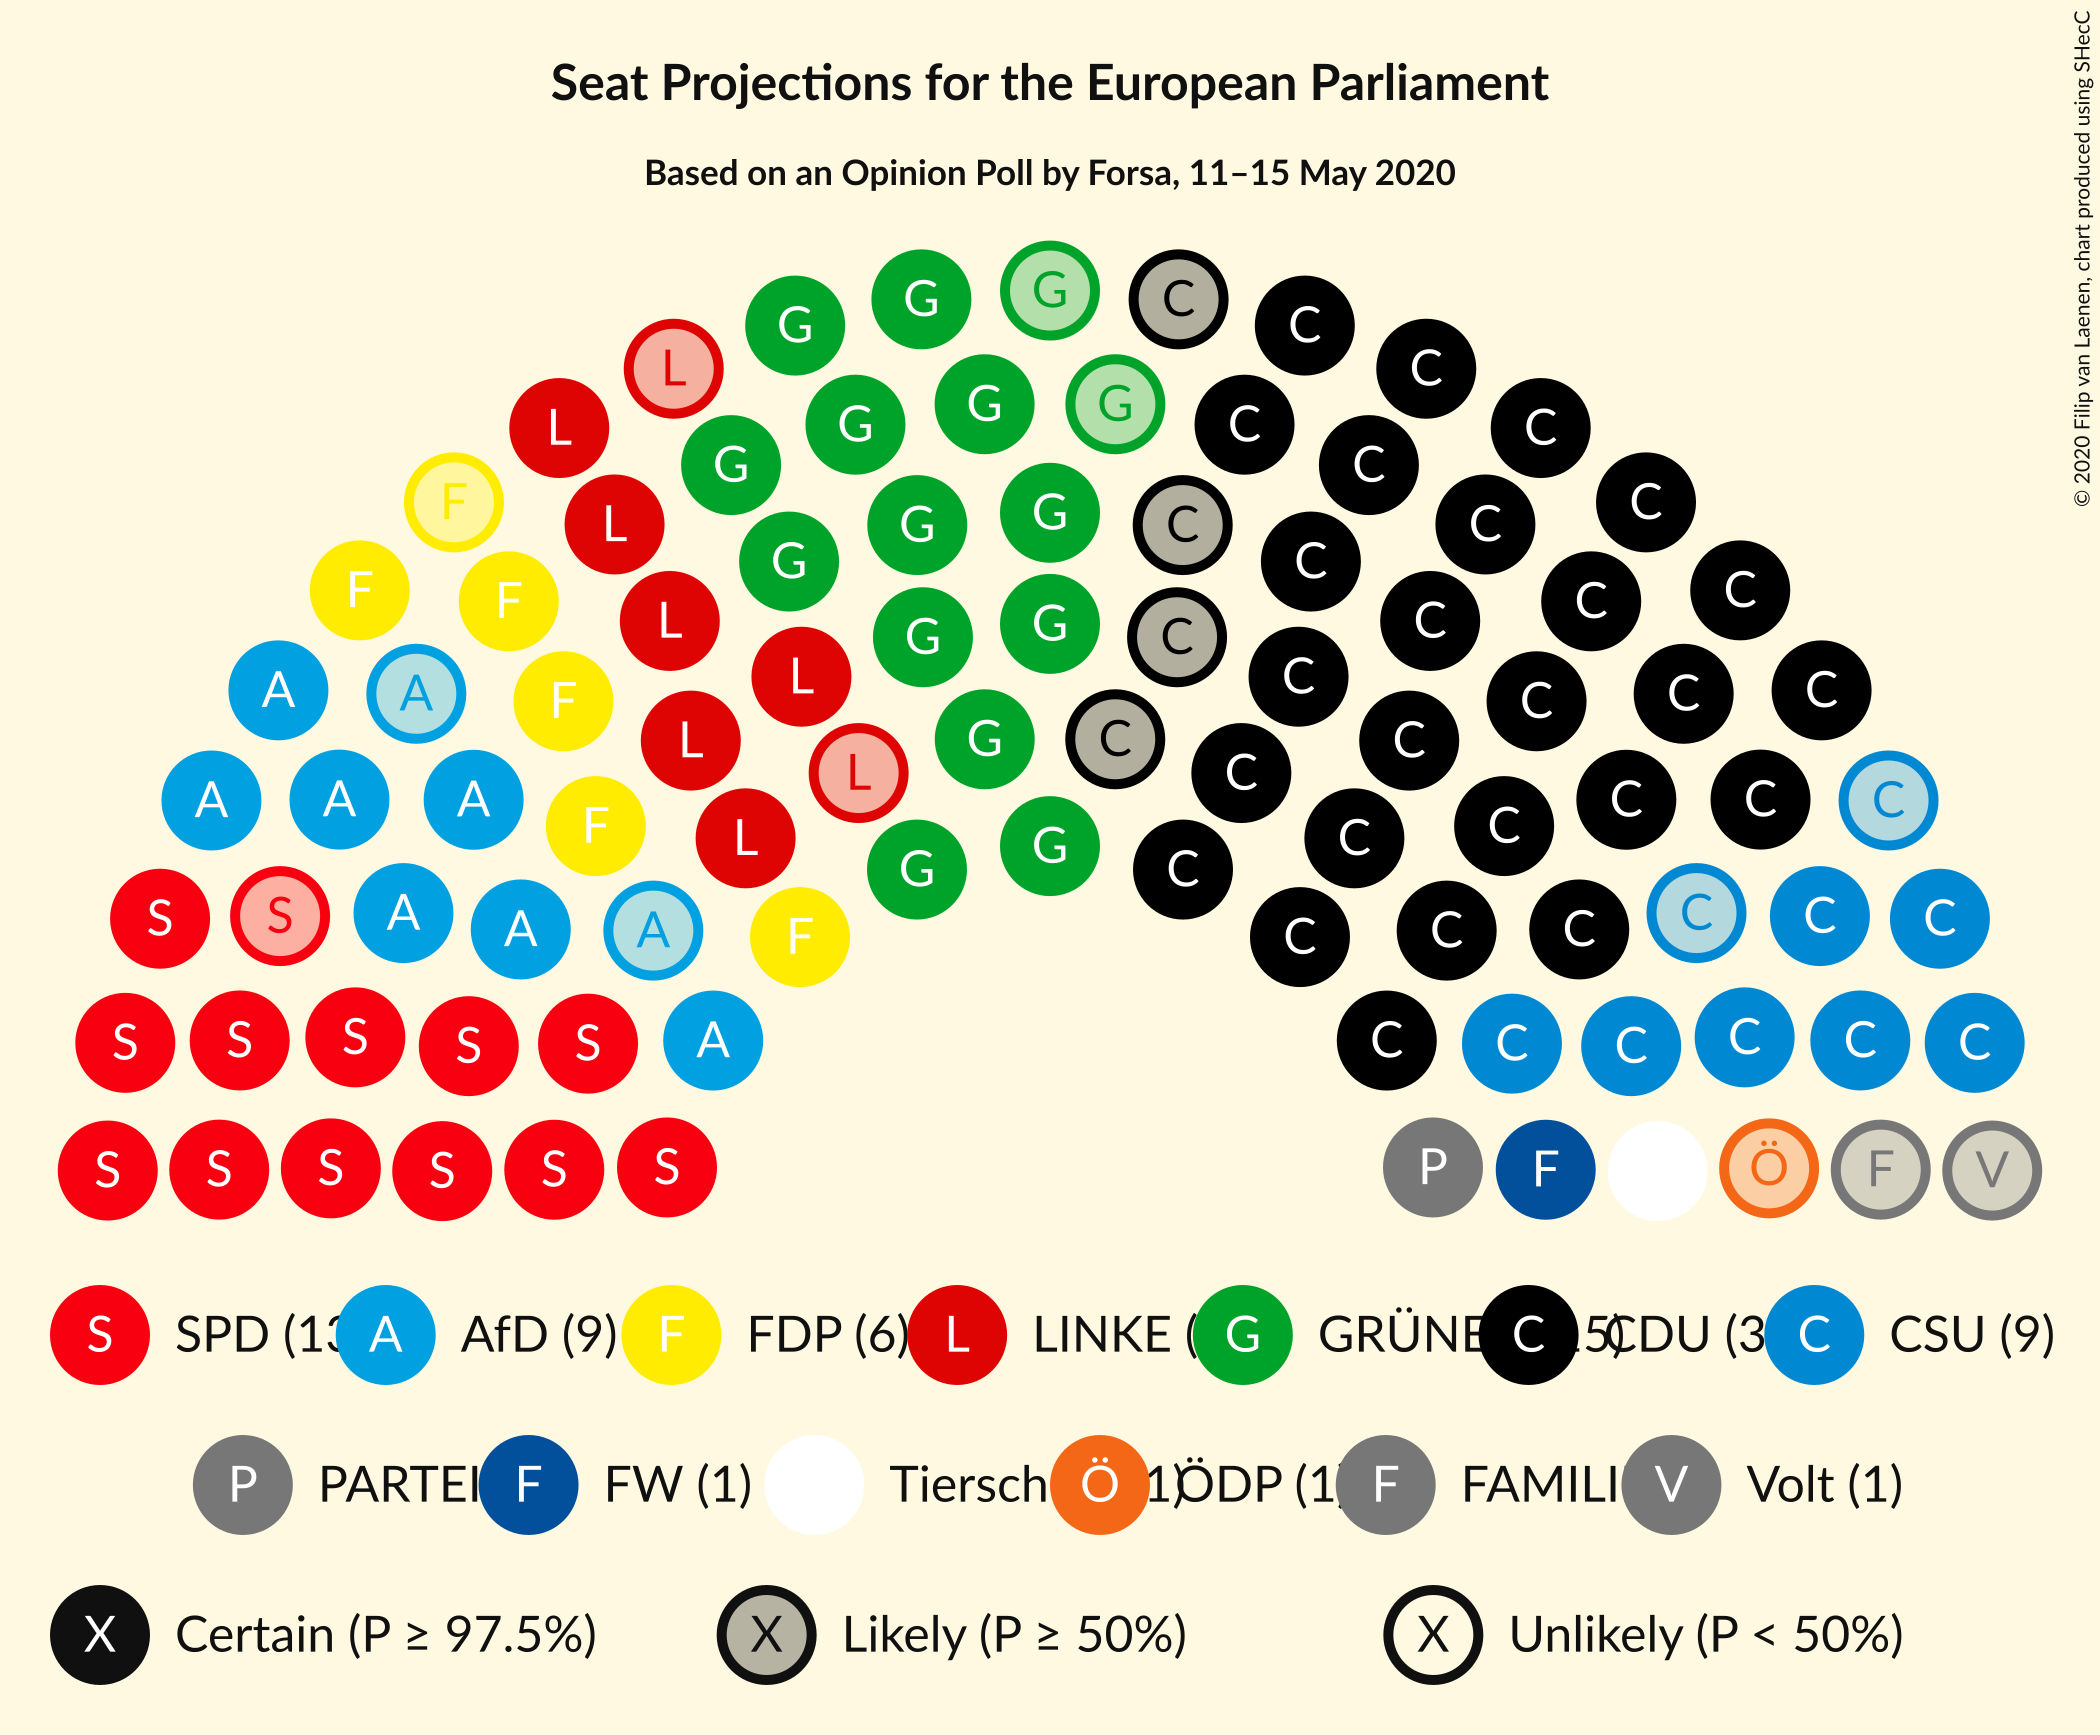 © 2020 Filip van Laenen, chart produced using SHecC
Seat Projections for the European Parliament
Based on an Opinion Poll by Forsa, 11–15 May 2020
G G G C C
L C
L G G G C C
G C
F L G G C C C
G C
F F L G G C C C C
A A F L C C C C
L G C C
A A A L C C C C
F L G C C
G C
S S A A A F C C C C C C
S S S S S A C C C C C C
S S S S S S P F Ö F V
S SPD (13 A AfD (9) F FDP (6) L LINKE ( G GRÜNE 5) C CDU (3 C CSU (9)
P PARTEI F FW (1) Tiersch 1) Ö ÖDP (1 F FAMILI V Volt (1)
X Certain (P ≥ 97.5%) X Likely (P ≥ 50%) X Unlikely (P < 50%)